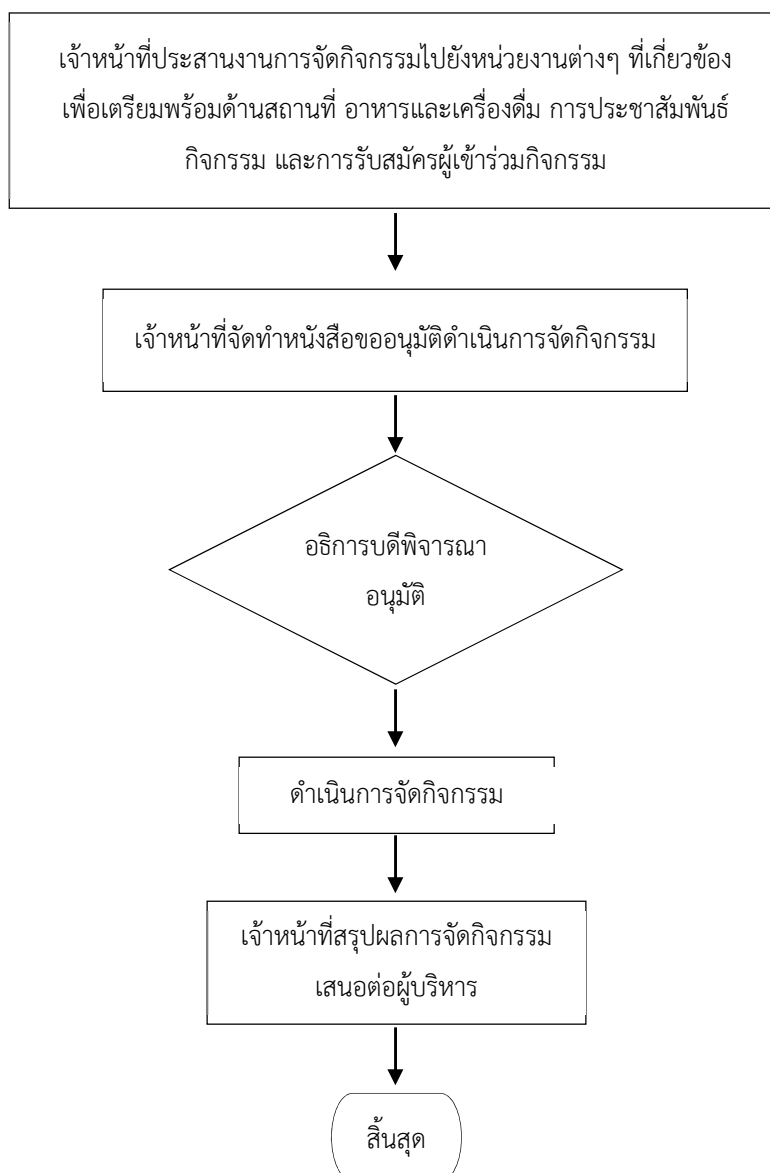 เจ้าหน้าที่ประสานงานการจัดกิจกรรมไปยังหน่วยงานต่างๆ ที่เกี่ยวข้อง
เพื่อเตรียมพร้อมด้านสถานที่ อาหารและเครื่องดื่ม การประชาสัมพันธ์
กิจกรรม และการรับสมัครผู้เข้าร่วมกิจกรรม
เจ้าหน้าที่จัดทำหนังสือขออนุมัติดำเนินการจัดกิจกรรม
อธิการบดีพิจารณา
อนุมัติ
ดำเนินการจัดกิจกรรม
เจ้าหน้าที่สรุปผลการจัดกิจกรรม
เสนอต่อผู้บริหาร
สิ้นสุด